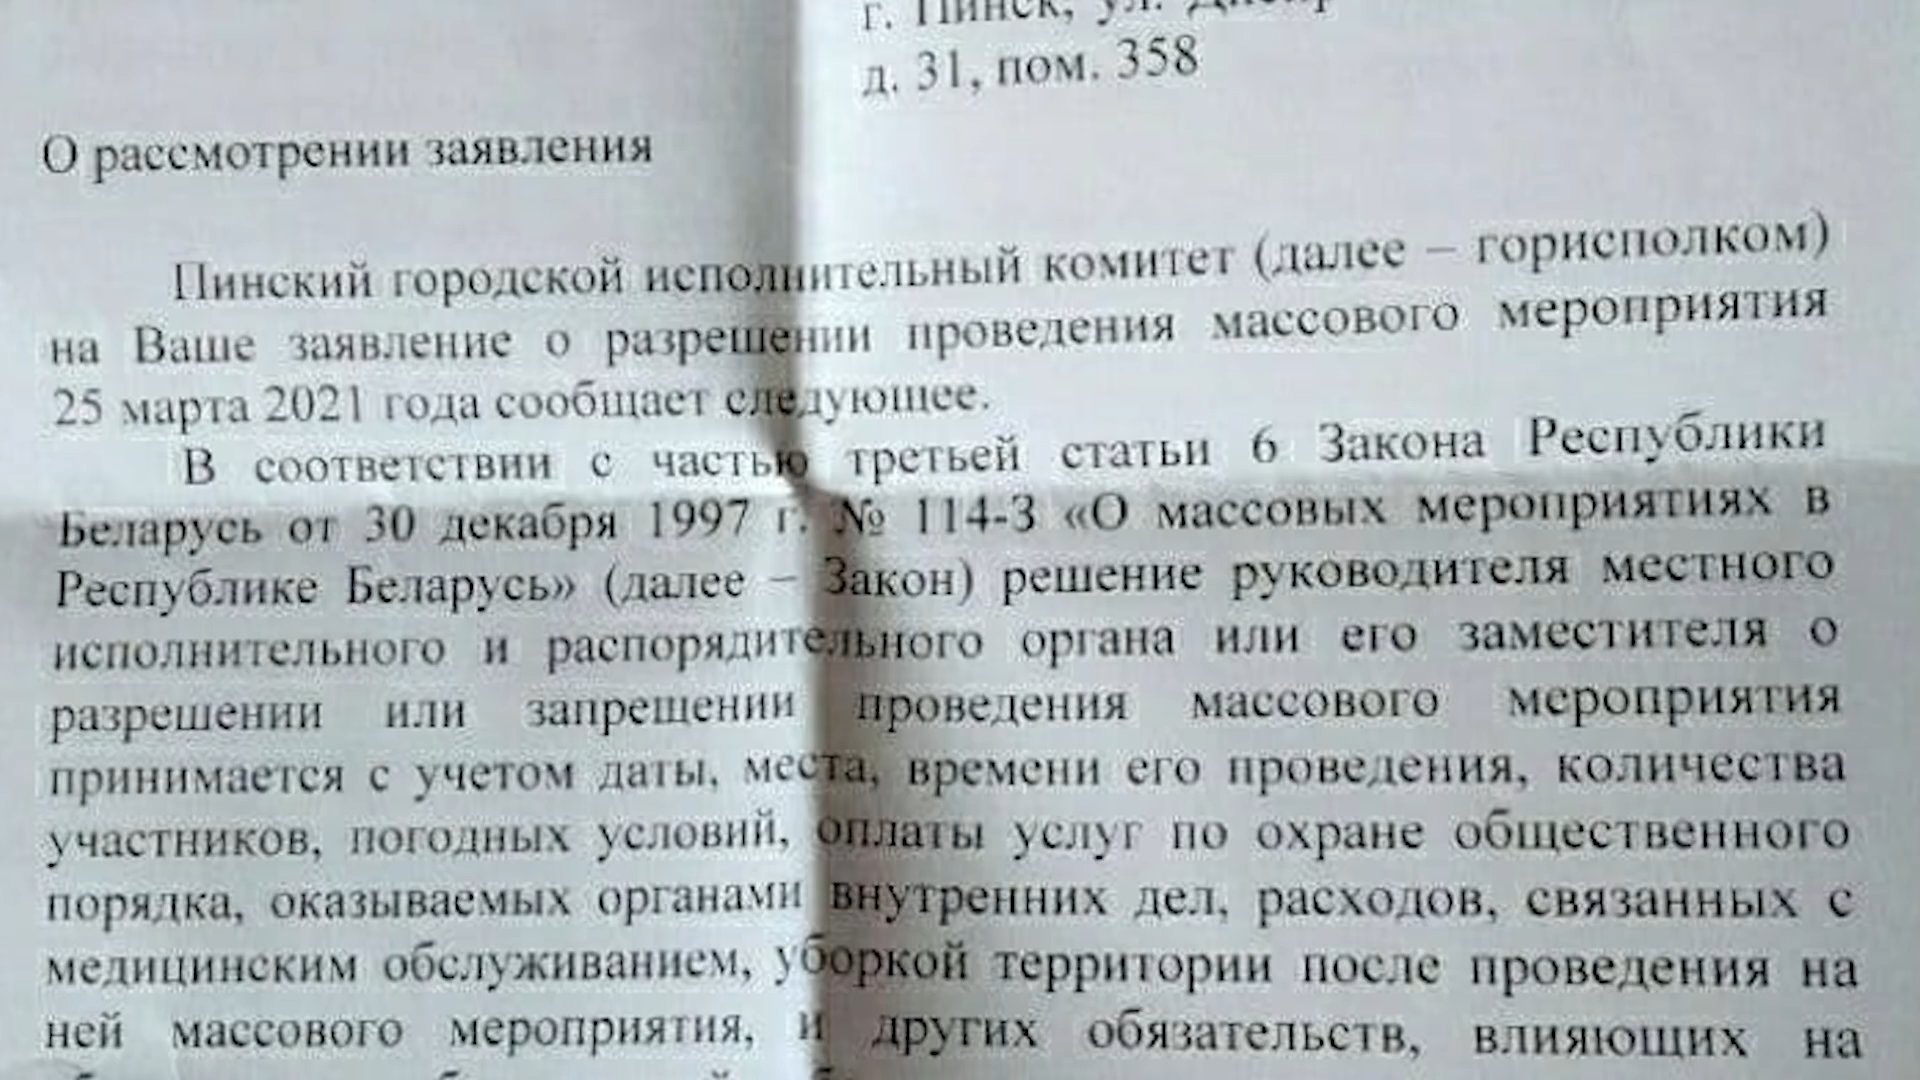 г. Пинск, ул.
д. 31, пом. 358
О рассмотрении заявления
Пинский городской исполнительный комитет (далее – горисполком)
на Ваше заявление о разрешении проведения массового мероприятия
25 марта 2021 года сообщает следующее.
В соответствии с частью третьей статьи 6 Закона Республики
Беларусь от 30 декабря 1997 г. № 114-З «О массовых мероприятиях в
Республике Беларусь» (далее – Закон) решение руководителя местного
исполнительного и распорядительного органа или его заместителя о
разрешении или запрещении проведения массового мероприятия
принимается с учетом даты, места, времени его проведения, количества
участников, погодных условий, оплаты услуг по охране общественного
порядка, оказываемых органами внутренних дел, расходов, связанных с
медицинским обслуживанием, уборкой территории после проведения на
ней массового мероприятия, и других обязательств, влияющих на